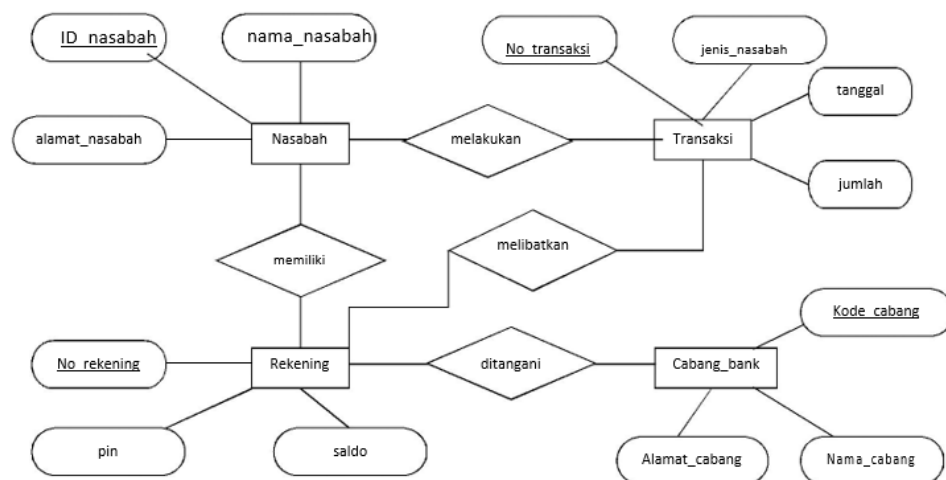 ID_nasabah
nama_nasabah
No_transaksi
jenis_nasabah
tanggal
alamat_nasabah
Nasabah
melakukan
Transaksi
jumlah
melibatkan
memiliki
Kode_cabang
No_rekening
Rekening
ditangani
Cabang_bank
pin
saldo
Alamat_cabang
Nama_cabang